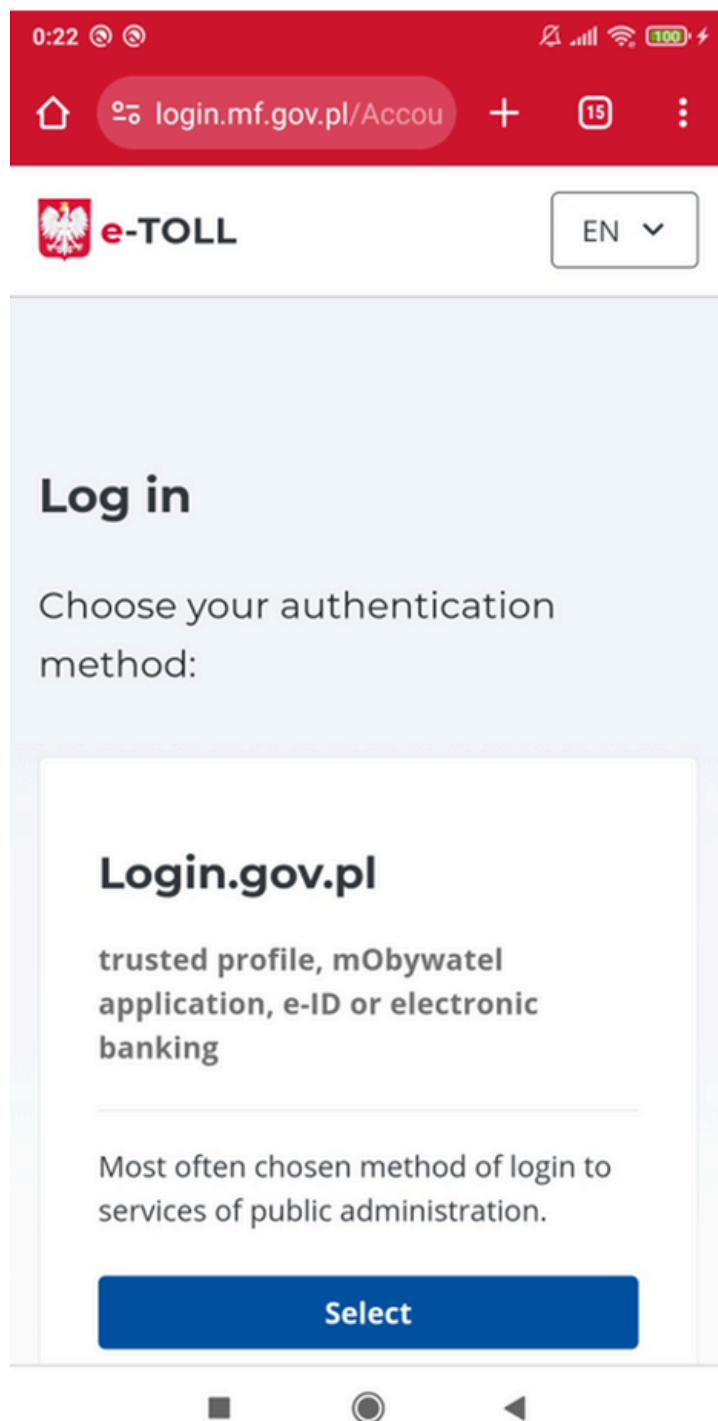 0:22
100
login.mf.gov.pl/Accou
15
e-TOLL
EN
Log in
Choose your authentication
method:
Login.gov.pl
trusted profile, mObywatel
application, e-ID or electronic
banking
Most often chosen method of login to
services of public administration.
Select